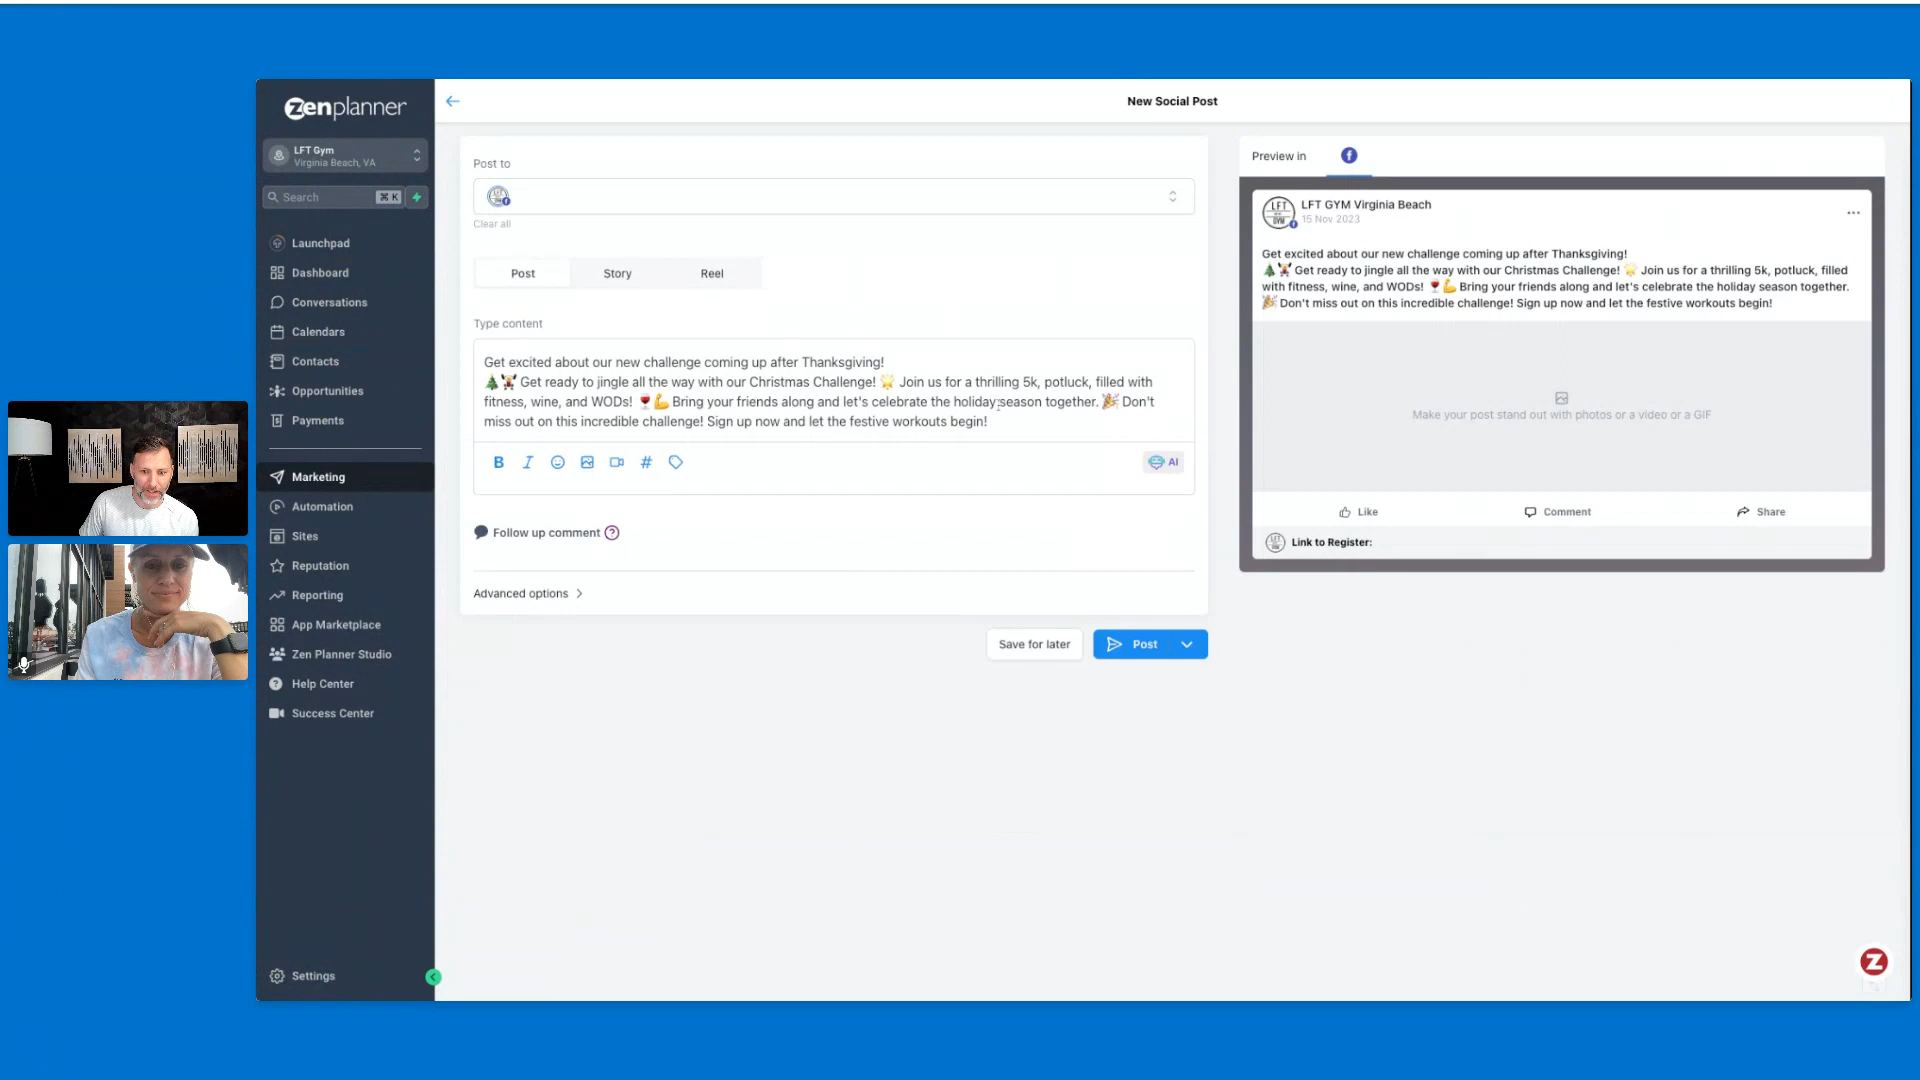 zenplanner
LFT Gym
Virginia Beach, VA
Search
⌘ K
Launchpad
Dashboard
Conversations
Calendars
Contacts
Opportunities
Payments
Marketing
Automation
Sites
Reputation
Reporting
App Marketplace
Zen Planner Studio
Help Center
Success Center
Settings
New Social Post
Post to
Clear all
Post
Story
Reel
Type content
Get excited about our new challenge coming up after Thanksgiving!
🎄🏋️ Get ready to jingle all the way with our Christmas Challenge! 🌟 Join us for a thrilling 5k, potluck, filled with
fitness, wine, and WODs! 🍷💪 Bring your friends along and let's celebrate the holiday season together. 🎉 Don't
miss out on this incredible challenge! Sign up now and let the festive workouts begin!
B
I
#
AI
Follow up comment ?
Advanced options
Save for later
Post
Preview in
LFT GYM
LFT GYM Virginia Beach
15 Nov 2023
Get excited about our new challenge coming up after Thanksgiving!
🎄🏋️ Get ready to jingle all the way with our Christmas Challenge! 🌟 Join us for a thrilling 5k, potluck, filled
with fitness, wine, and WODs! 🍷💪 Bring your friends along and let's celebrate the holiday season together.
🎉 Don't miss out on this incredible challenge! Sign up now and let the festive workouts begin!
Make your post stand out with photos or a video or a GIF
Like
Comment
Share
Link to Register:
Z